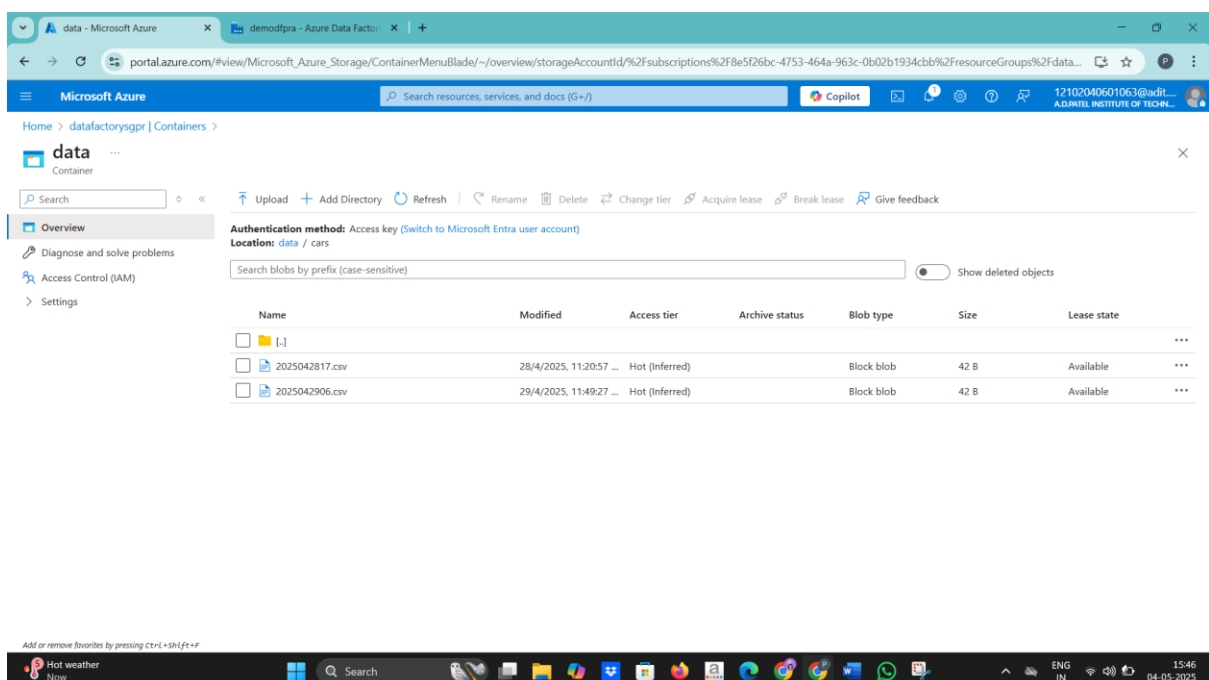 data - Microsoft Azure
demodfpra - Azure Data Factor
portal.azure.com/#view/Microsoft_Azure_Storage/ContainerMenuBlade/~/overview/storageAccountId/%2Fsubscriptions%2F8e5f26bc-4753-464a-963c-0b02b1934cbb%2FresourceGroups%2Fdata...
P
Microsoft Azure
Search resources, services, and docs (G+/)
Copilot
1
12102040601063@adit....
A.D.PATEL INSTITUTE OF TECHN...
Home > datafactorysgpr | Containers >
data ...
Container
Search
Upload Add Directory Refresh Rename Delete Change tier Acquire lease Break lease Give feedback
Overview
Diagnose and solve problems
Access Control (IAM)
Settings
Authentication method: Access key (Switch to Microsoft Entra user account)
Location: data / cars
Search blobs by prefix (case-sensitive)
Show deleted objects
Name Modified Access tier Archive status Blob type Size Lease state
[..]
2025042817.csv 28/4/2025, 11:20:57 ... Hot (Inferred) Block blob 42 B Available
2025042906.csv 29/4/2025, 11:49:27 ... Hot (Inferred) Block blob 42 B Available
Add or remove favorites by pressing Ctrl+Shift+F
5
Hot weather
Now
Search
ENG
IN
15:46
04-05-2025